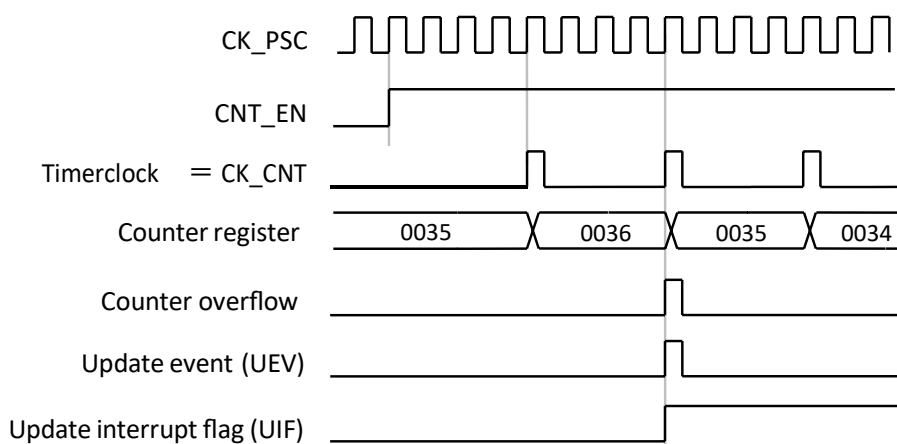 CK_PSC
CNT_EN
Timerclock = CK_CNT
Counter register 0035 0036 0035 0034
Counter overflow
Update event (UEV)
Update interrupt flag (UIF)